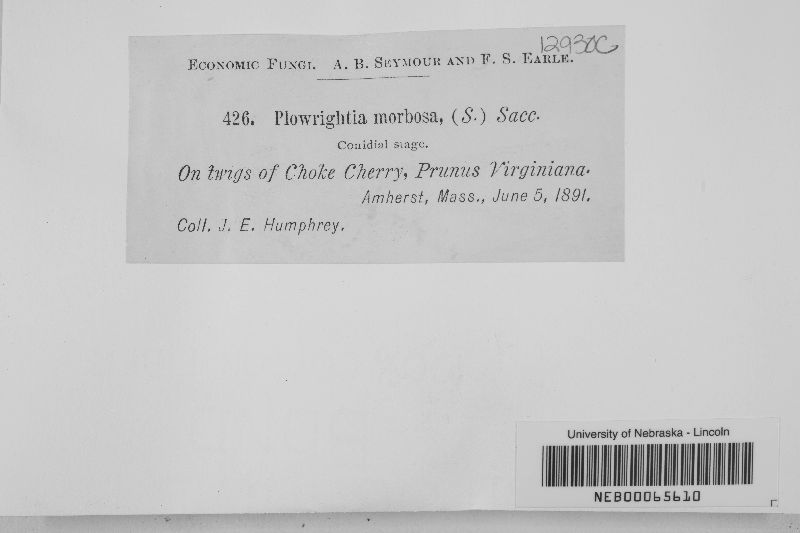 129306
ECONOMIC FUNGI. A. B. SEYMOUR AND F. S. EARLE.
426. Plowrightia morbosa, (S.) Sacc.
Conidial stage.
On twigs of Choke Cherry, Prunus Virginiana.
Amherst, Mass., June 5, 1891.
Coll. J. E. Humphrey.
University of Nebraska - Lincoln
NEB00065610